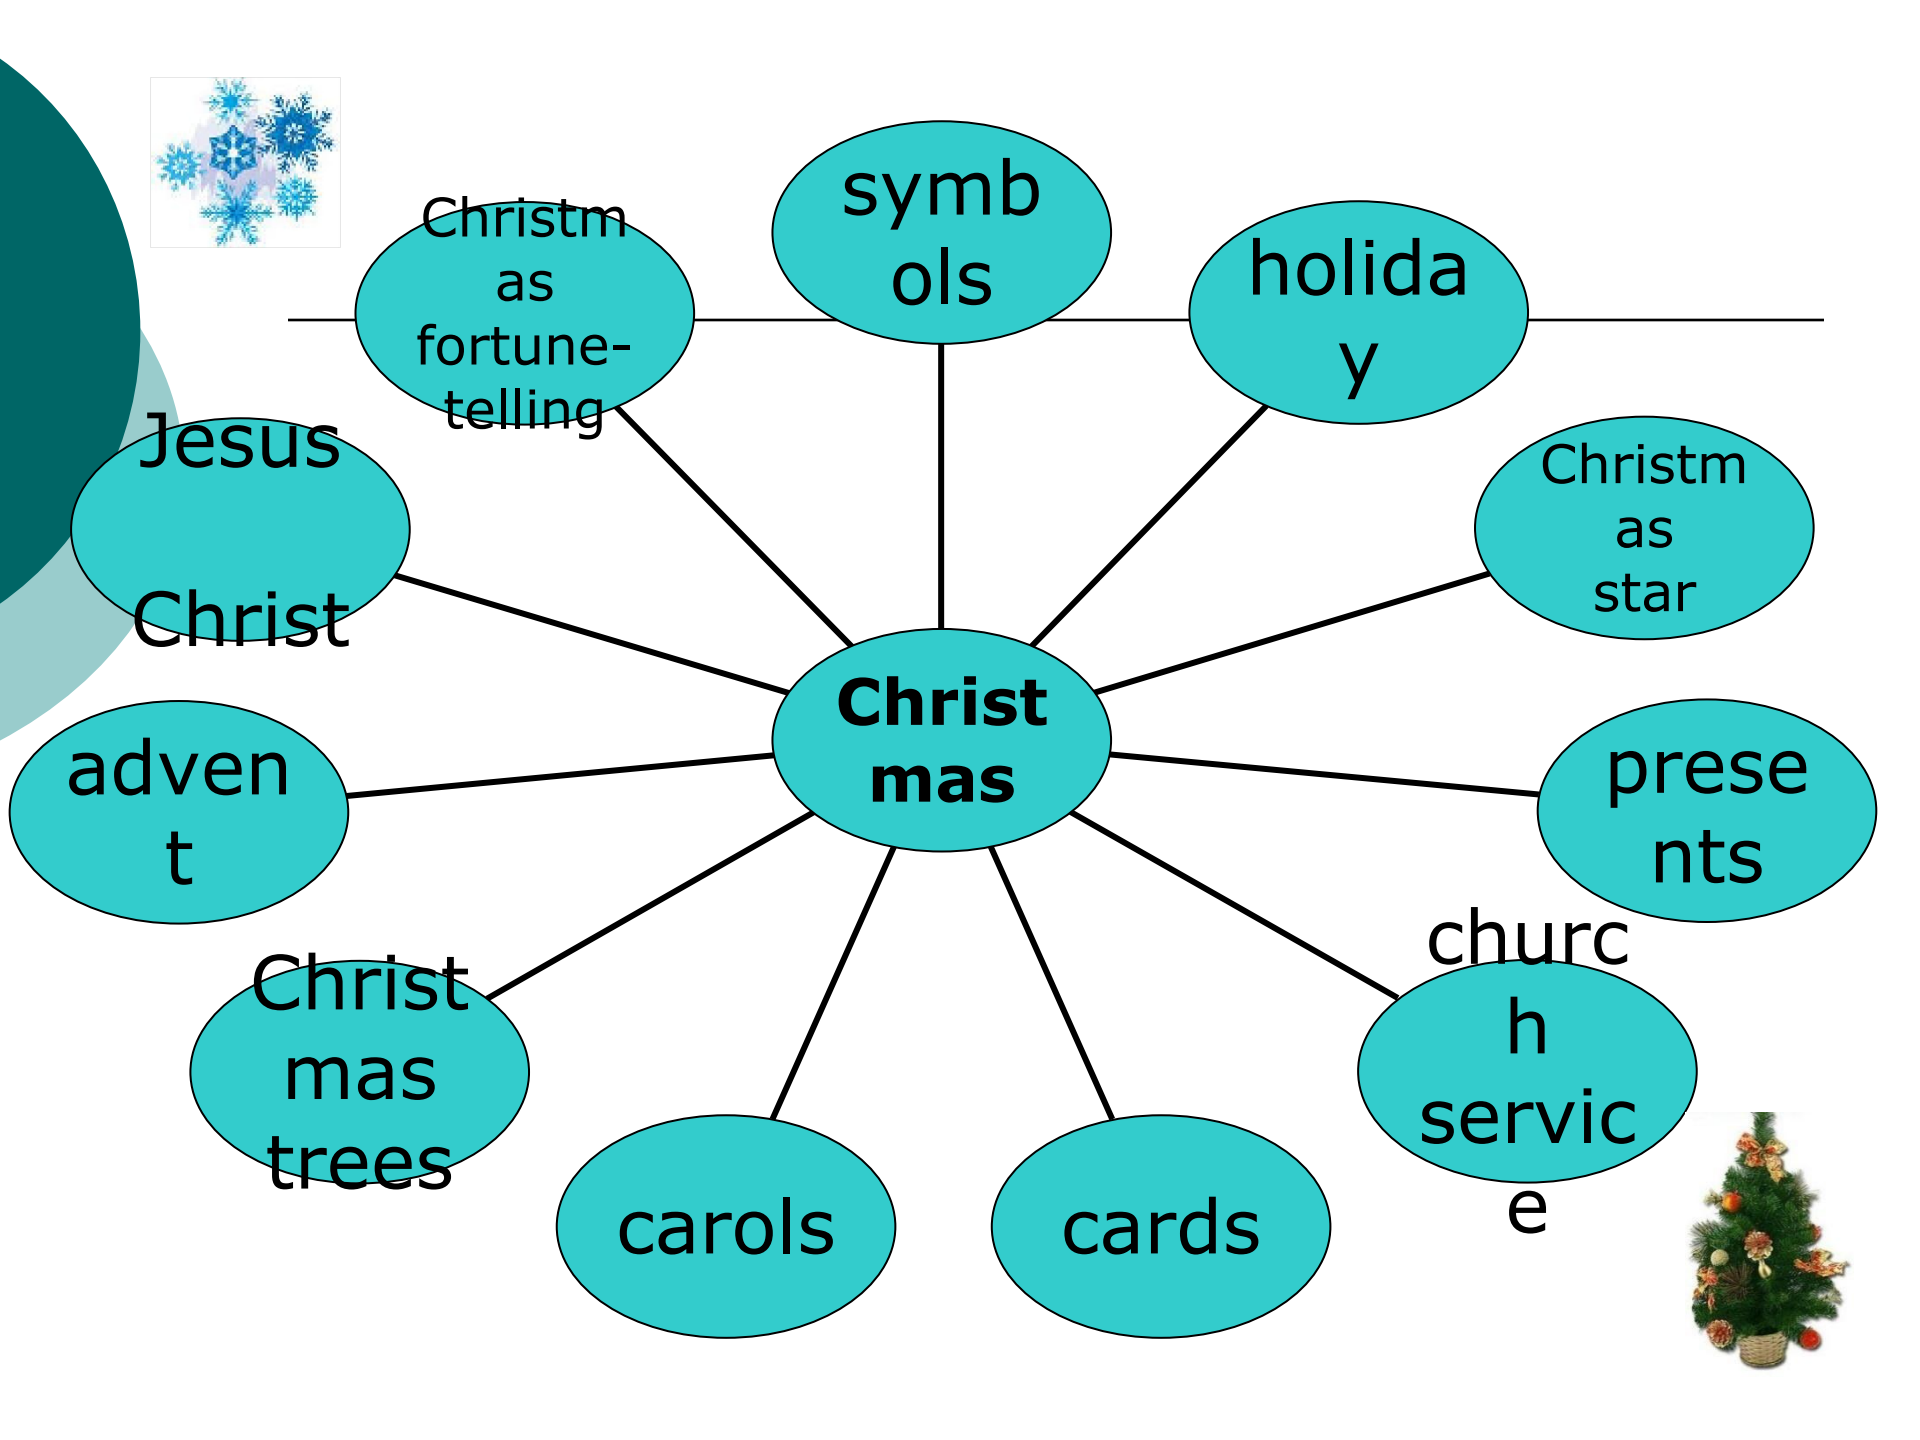 symb
ols
Christm
as
fortune-
telling
holida
y
Jesus
Christ
Christm
as
star
Christ
mas
adven
t
prese
nts
Christ
mas
trees
churc
h
servic
e
carols
cards